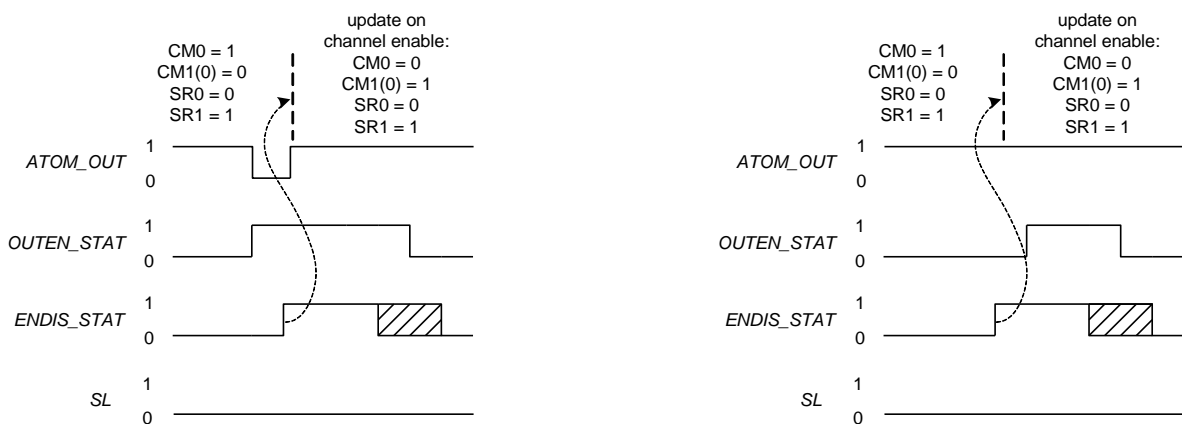 update on
channel enable:
CM0 = 1
CM1(0) = 0
SR0 = 0
SR1 = 1
CM0 = 0
CM1(0) = 1
SR0 = 0
SR1 = 1
1
ATOM_OUT
0
1
OUTEN_STAT
0
1
ENDIS_STAT
0
1
SL
0
update on
channel enable:
CM0 = 1
CM1(0) = 0
SR0 = 0
SR1 = 1
CM0 = 0
CM1(0) = 1
SR0 = 0
SR1 = 1
1
ATOM_OUT
0
1
OUTEN_STAT
0
1
ENDIS_STAT
0
1
SL
0